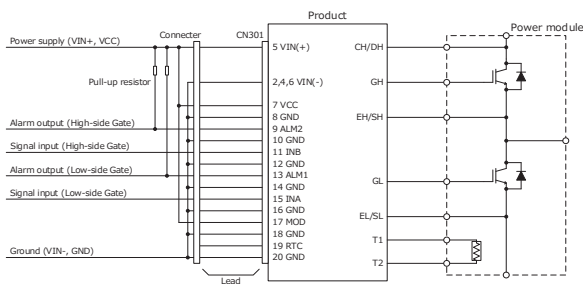 Product
Connecter
CN301
Power module
Power supply (VIN+, VCC)
5 VIN(+)
CH/DH
Pull-up resistor
2,4,6 VIN(-)
GH
7 VCC
8 GND
EH/SH
Alarm output (High-side Gate)
9 ALM2
10 GND
Signal input (High-side Gate)
11 INB
12 GND
Alarm output (Low-side Gate)
13 ALM1
GL
14 GND
Signal input (Low-side Gate)
15 INA
16 GND
EL/SL
17 MOD
18 GND
T1
19 RTC
Ground (VIN-, GND)
20 GND
T2
Lead